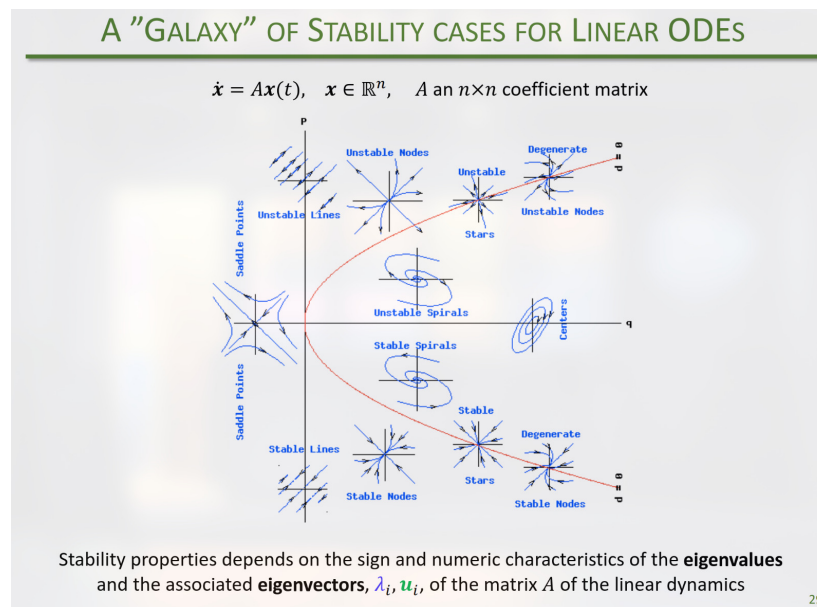 A "GALAXY" OF STABILITY CASES FOR LINEAR ODES
ẋ = Ax(t), x ∈ ℝⁿ, A an n×n coefficient matrix
P
Unstable Nodes
Degenerate
θ = d
Unstable
Unstable Lines
Unstable Nodes
Stars
Saddle Points
Unstable Spirals
Centers
q
Stable Spirals
Saddle Points
Stable
Stable Lines
Degenerate
Stable Nodes
Stars
Stable Nodes
θ = d
Stability properties depends on the sign and numeric characteristics of the eigenvalues
and the associated eigenvectors, λᵢ, uᵢ, of the matrix A of the linear dynamics